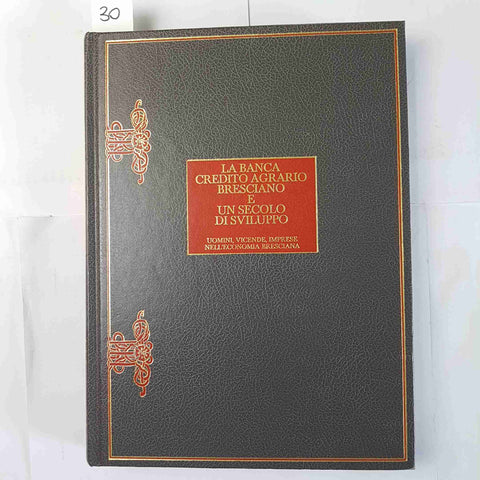 30
LA BANCA
CREDITO AGRARIO
BRESCIANO
E
UN SECOLO
DI SVILUPPO
UOMINI, VICENDE, IMPRESE
NELL'ECONOMIA BRESCIANA